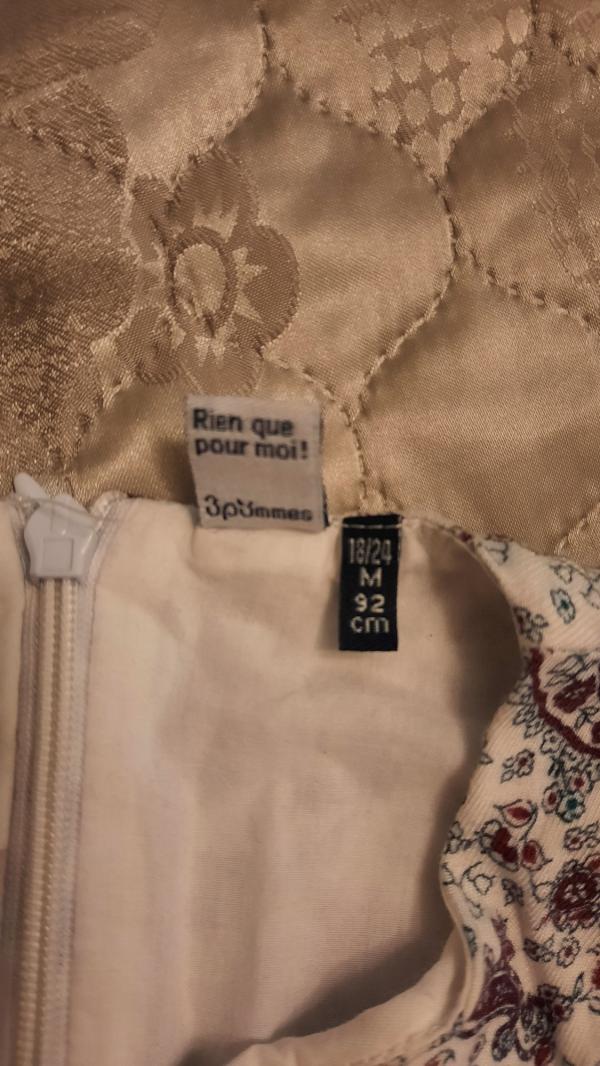 Rien que
pour moi!
3pommes
18/24
M
92
cm